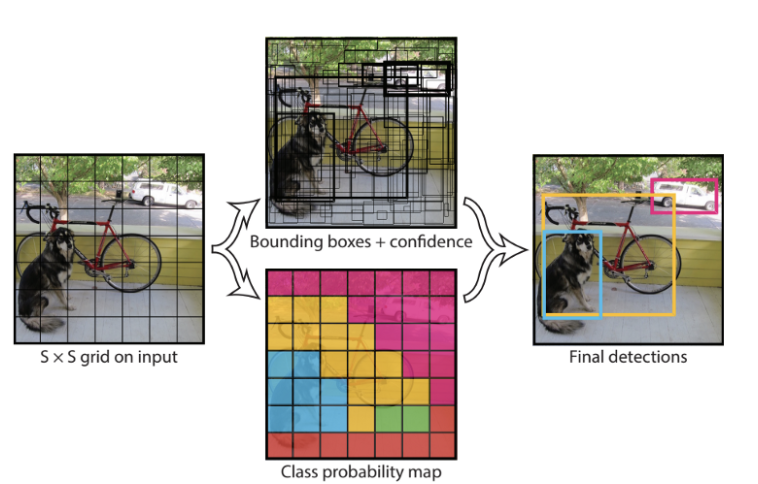 Bounding boxes + confidence
S × S grid on input
Final detections
Class probability map